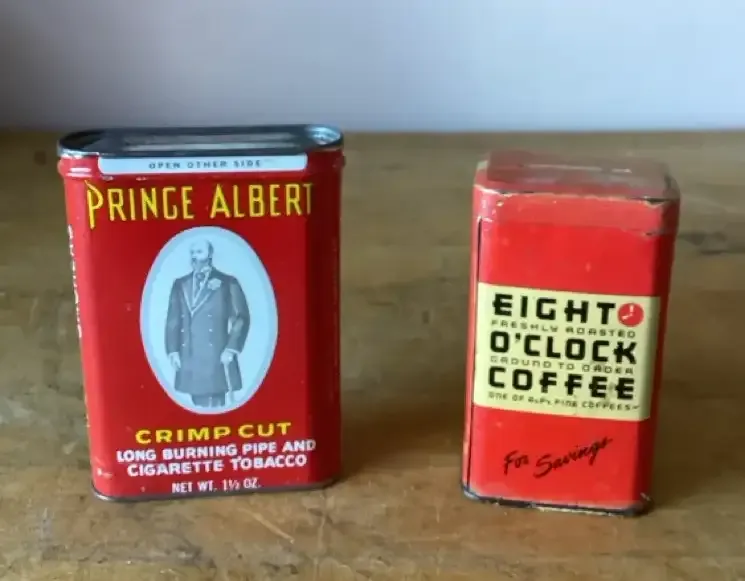 OPEN OTHER SIDE
PRINCE ALBERT
CRIMP CUT
LONG BURNING PIPE AND
CIGARETTE TOBACCO
NET WT. 1½ OZ.
EIGHT
FRESHLY ROASTED
O'CLOCK
GROUND TO ORDER
COFFEE
ONE OF A&P's FINE COFFEES
For Savings